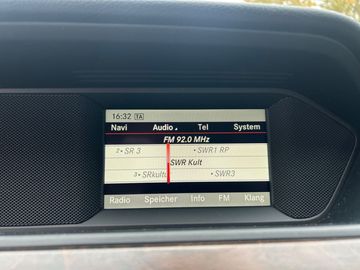 16:32 TA
Navi Audio Tel System
FM 92.0 MHz
2 SR 3 SWR1 RP
SWR Kult
3 SRkultu SWR3
Radio Speicher Info FM Klang